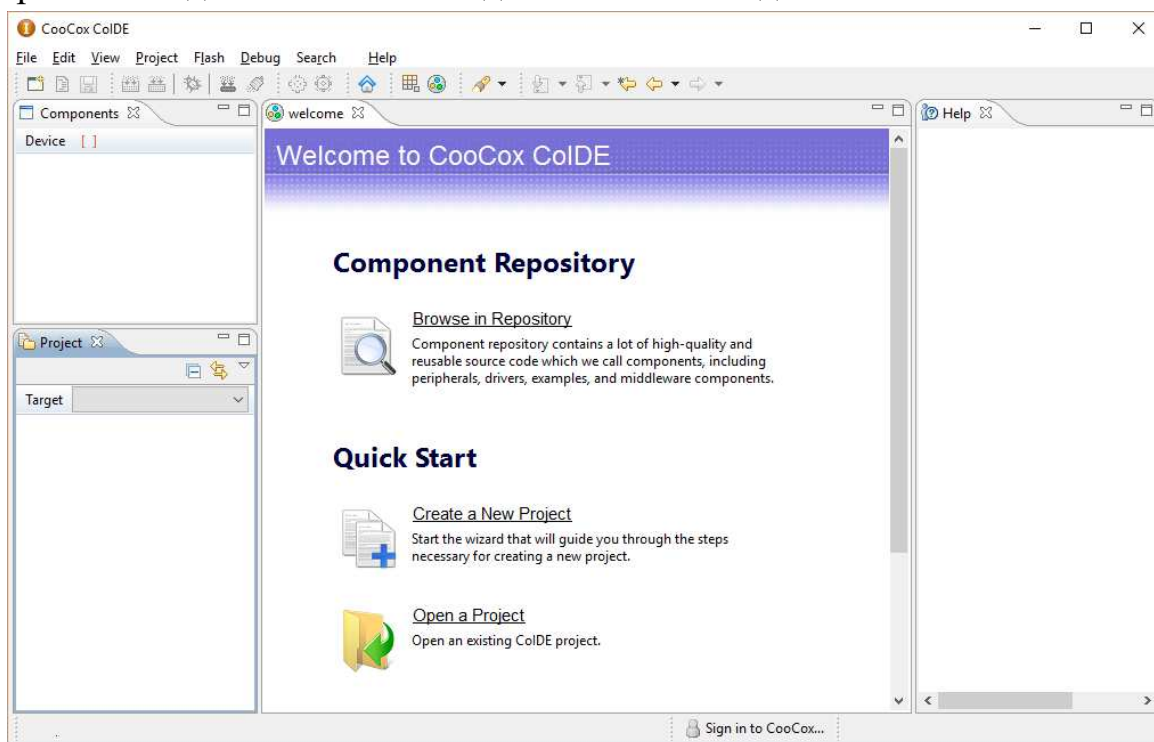 CooCox CoIDE
File Edit View Project Flash Debug Search Help
Components
Device [ ]
Project
Target
welcome
Welcome to CooCox CoIDE
Component Repository
Browse in Repository
Component repository contains a lot of high-quality and
reusable source code which we call components, including
peripherals, drivers, examples, and middleware components.
Quick Start
Create a New Project
Start the wizard that will guide you through the steps
necessary for creating a new project.
Open a Project
Open an existing CoIDE project.
Help
Sign in to CooCox...